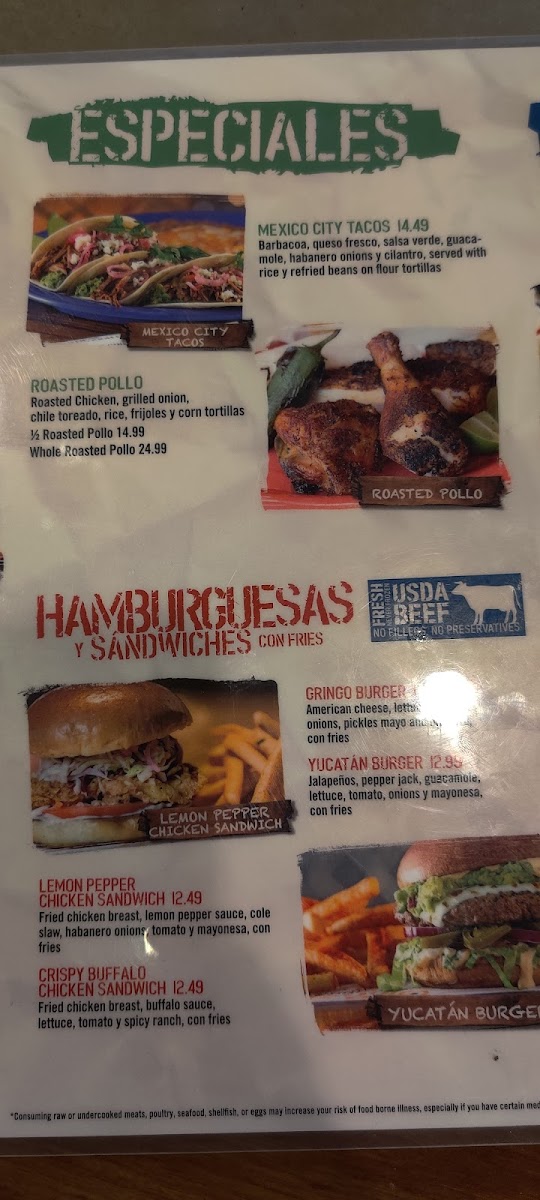 ESPECIALES
MEXICO CITY TACOS 14.49
Barbacoa, queso fresco, salsa verde, guaca-
mole, habanero onions y cilantro, served with
rice y refried beans on flour tortillas
MEXICO CITY
TACOS
ROASTED POLLO
Roasted Chicken, grilled onion,
chile toreado, rice, frijoles y corn tortillas
½ Roasted Pollo 14.99
Whole Roasted Pollo 24.99
ROASTED POLLO
HAMBURGUESAS
Y SÁNDWICHES CON FRIES
FRESH
USDA
BEEF
NO FILLERS, NO PRESERVATIVES
GRINGO BURGER
American cheese,
onions, pickles mayo
con fries
YUCATÁN BURGER 12.99
Jalapeños, pepper jack, guacamole,
lettuce, tomato, onions y mayonesa,
con fries
LEMON PEPPER
CHICKEN SANDWICH
LEMON PEPPER
CHICKEN SANDWICH 12.49
Fried chicken breast, lemon pepper sauce, cole
slaw, habanero onions, tomato y mayonesa, con
fries
CRISPY BUFFALO
CHICKEN SANDWICH 12.49
Fried chicken breast, buffalo sauce,
lettuce, tomato y spicy ranch, con fries
YUCATÁN BURGER
*Consuming raw or undercooked meats, poultry, seafood, shellfish, or eggs may increase your risk of food borne illness, especially if you have certain med